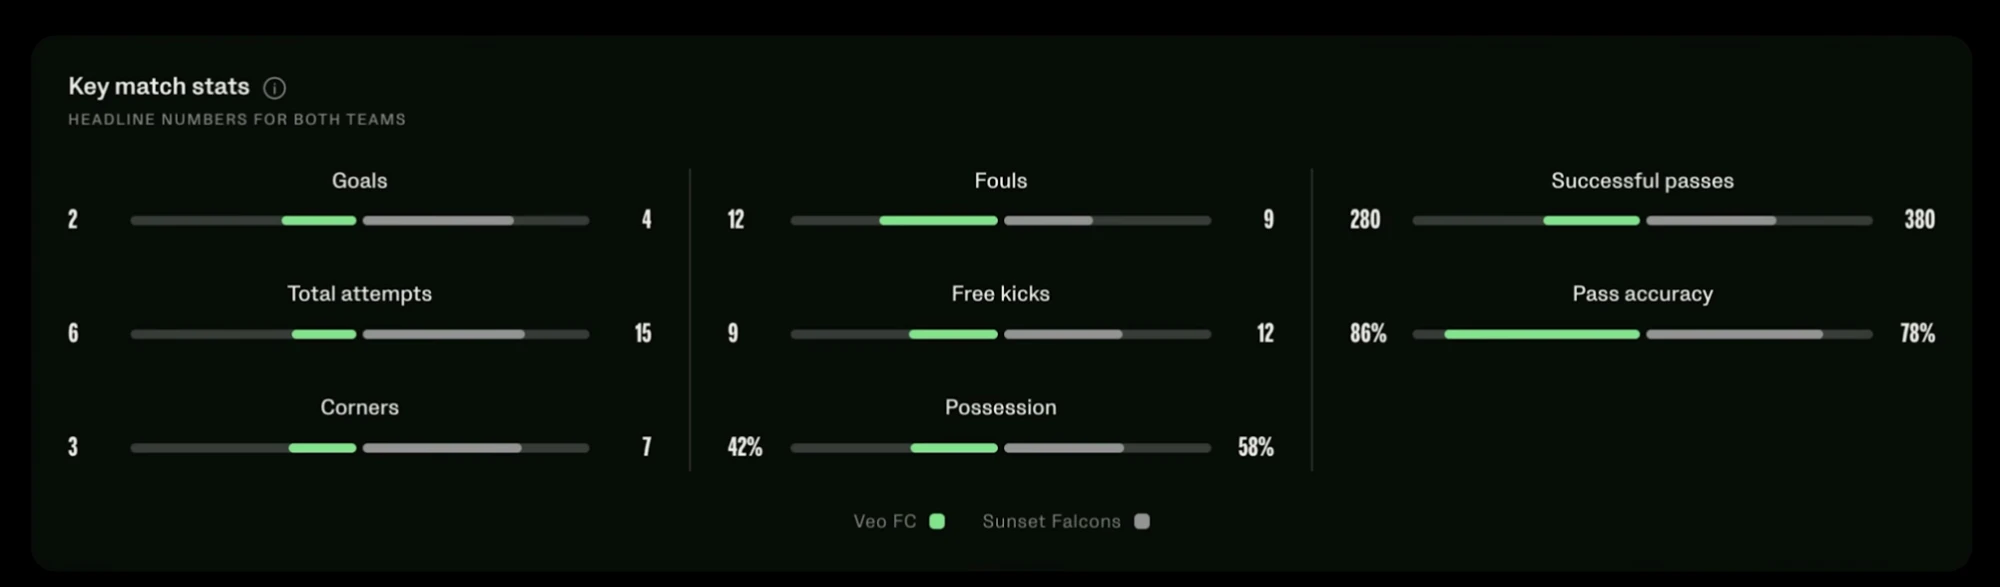 Key match stats
HEADLINE NUMBERS FOR BOTH TEAMS
Goals
2 4
Total attempts
6 15
Corners
3 7
Fouls
12 9
Free kicks
9 12
Possession
42% 58%
Successful passes
280 380
Pass accuracy
86% 78%
Veo FC Sunset Falcons